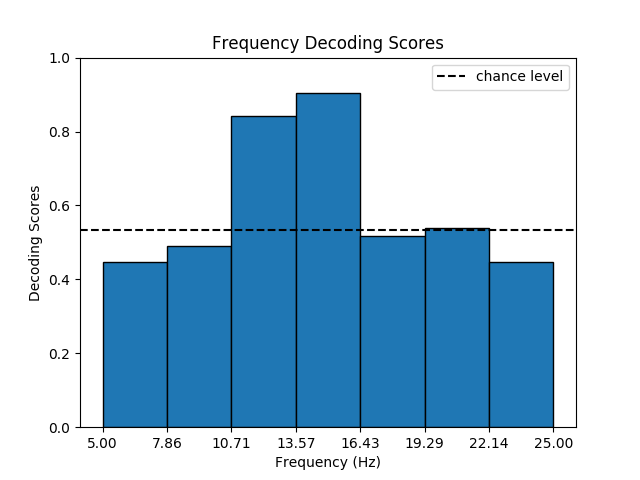 Frequency Decoding Scores
chance level
Decoding Scores
1.0
0.8
0.6
0.4
0.2
0.0
5.00 7.86 10.71 13.57 16.43 19.29 22.14 25.00
Frequency (Hz)